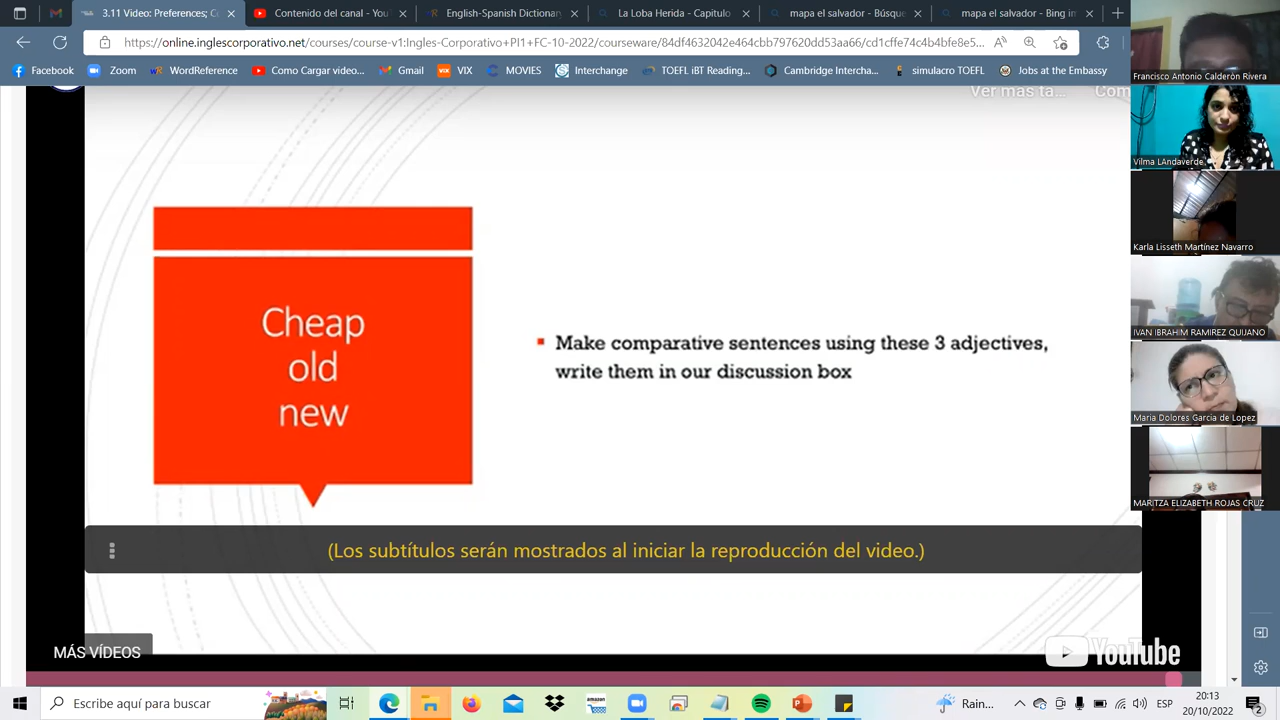 3.11 Video: Preferences; C
Contenido del canal - You
English-Spanish Dictionary
La Loba Herida - Capitulo
mapa el salvador - Búsque
mapa el salvador - Bing im
https://online.inglescorporativo.net/courses/course-v1:Ingles-Corporativo+PI1+FC-10-2022/courseware/84df4632042e464cbb797620dd53aa66/cd1cffe74c4b4bfe8e5...
Facebook
Zoom
WordReference
Como Cargar video...
Gmail
VIX
MOVIES
Interchange
TOEFL iBT Reading...
Cambridge Intercha...
simulacro TOEFL
Jobs at the Embassy
Francisco Antonio Calderón Rivera
Ver más ta...
Com
Vilma LAndaverde
Karla Lisseth Martínez Navarro
IVAN IBRAHIM RAMIREZ QUIJANO
Maria Dolores Garcia de Lopez
MARITZA ELIZABETH ROJAS CRUZ
Cheap
old
new
Make comparative sentences using these 3 adjectives,
write them in our discussion box
(Los subtítulos serán mostrados al iniciar la reproducción del video.)
MÁS VÍDEOS
YouTube
Escribe aquí para buscar
Rain...
ESP
20:13
20/10/2022
2